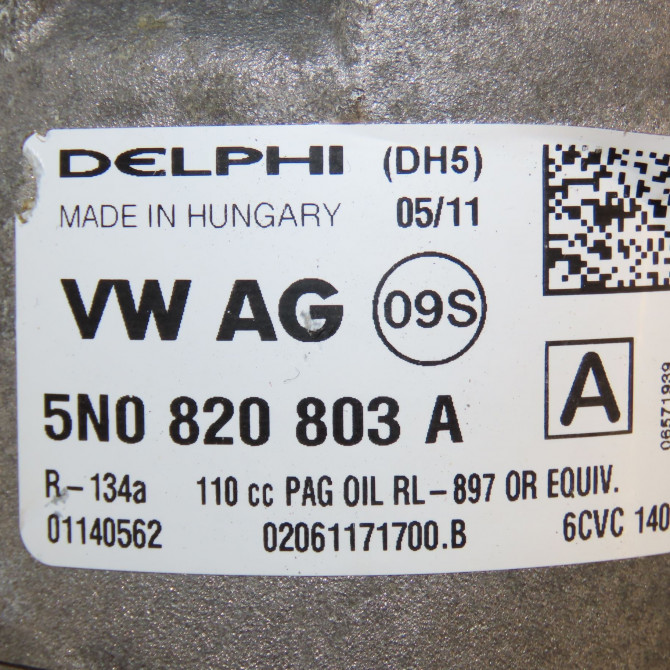 DELPHI (DH5)
MADE IN HUNGARY 05/11
VW AG 09S
5N0 820 803 A A
06571939
R-134a 110 cc PAG OIL RL-897 OR EQUIV.
01140562 02061171700.B 6CVC 140